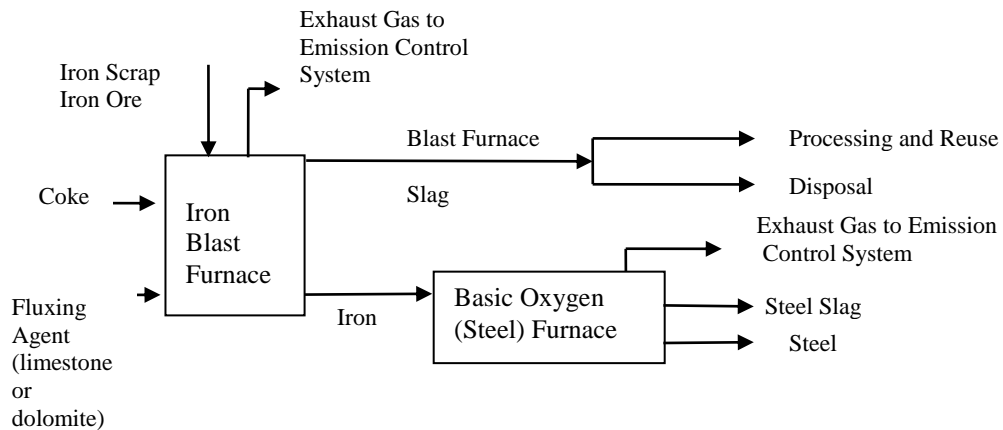 Exhaust Gas to
Emission Control
System
Iron Scrap
Iron Ore
Blast Furnace
Slag
Processing and Reuse
Disposal
Coke
Iron
Blast
Furnace
Exhaust Gas to Emission
Control System
Fluxing
Agent
(limestone
or
dolomite)
Iron
Basic Oxygen
(Steel) Furnace
Steel Slag
Steel